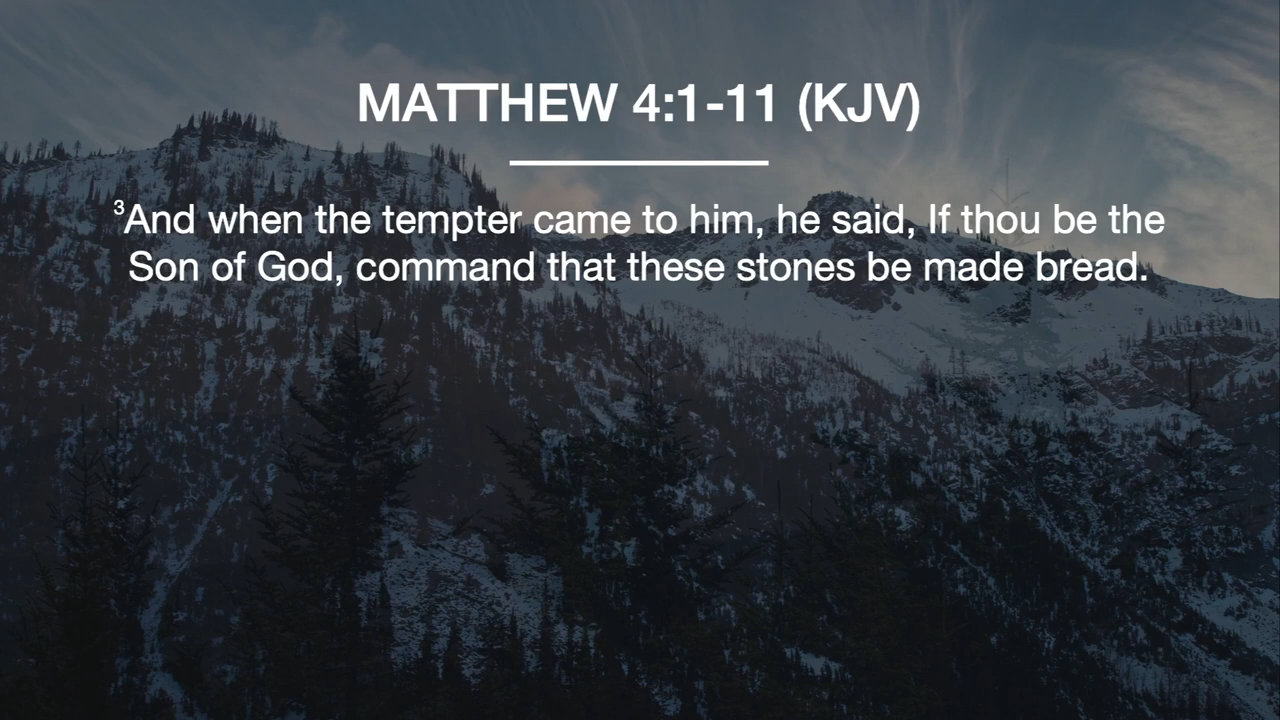 MATTHEW 4:1-11 (KJV)
³And when the tempter came to him, he said, If thou be the
Son of God, command that these stones be made bread.